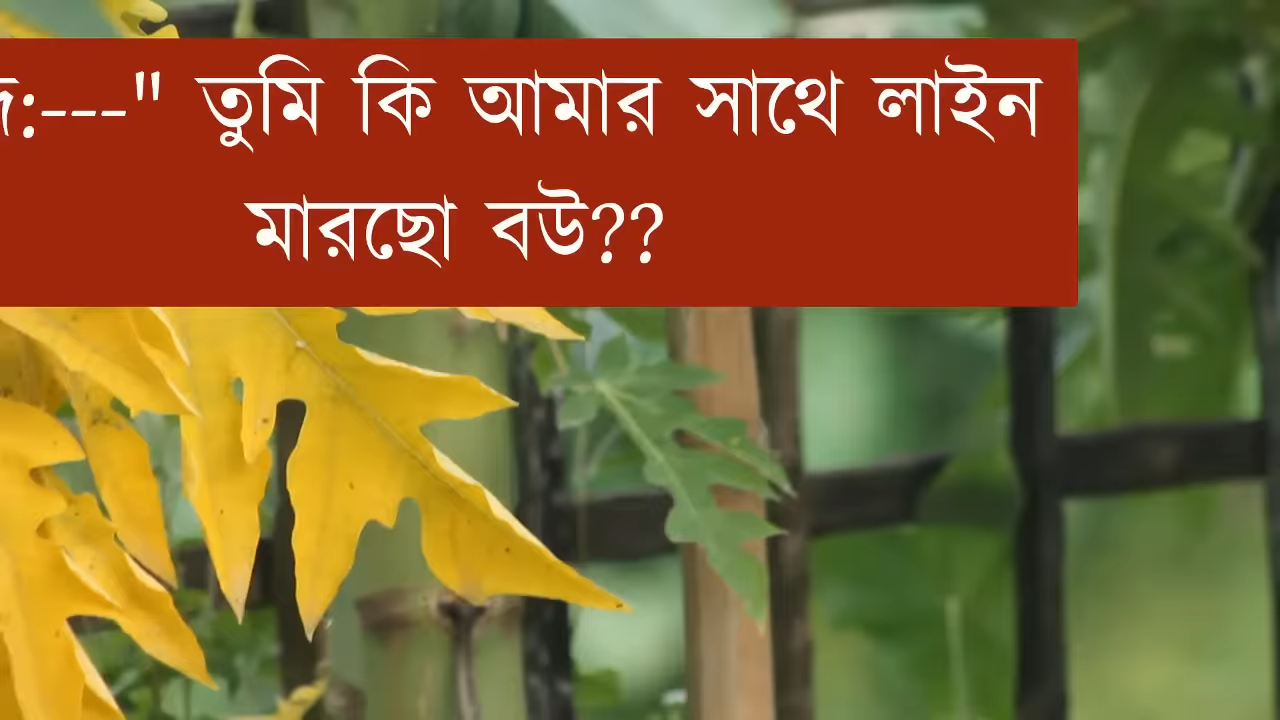 :---" তুমি কি আমার সাথে লাইন
মারছো বউ??